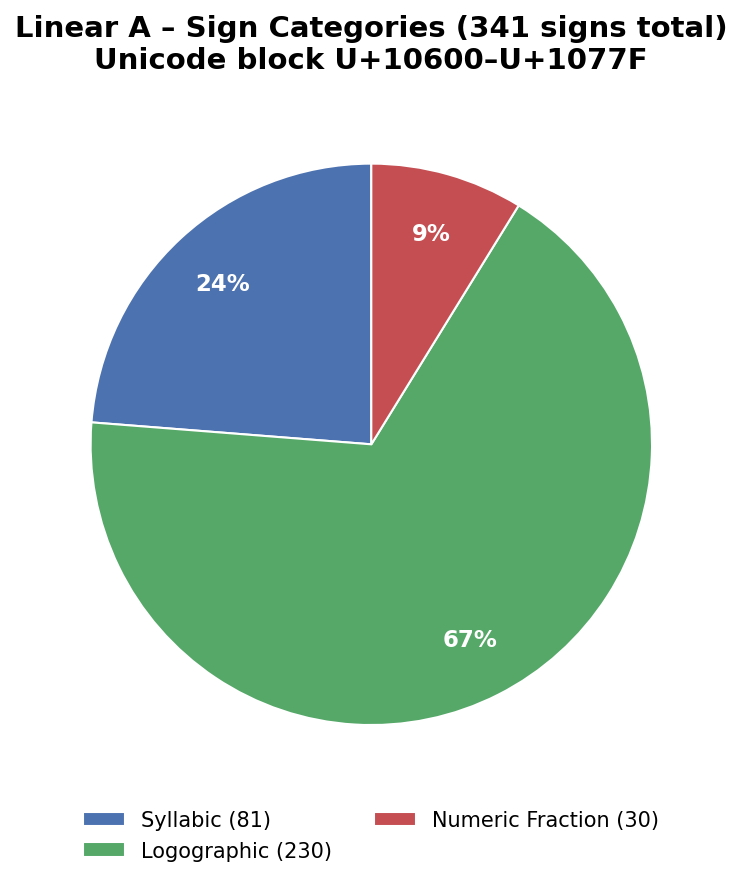 Linear A – Sign Categories (341 signs total)
Unicode block U+10600–U+1077F
9%
24%
67%
Syllabic (81)
Logographic (230)
Numeric Fraction (30)